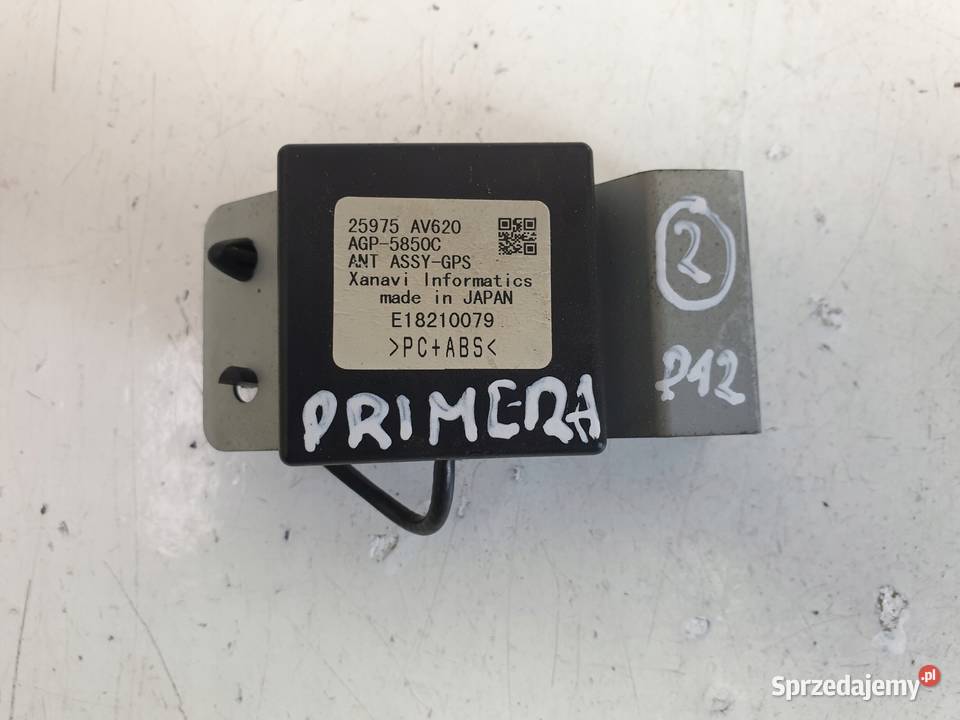 25975 AV620
AGP-5850C
ANT ASSY-GPS
Xanavi Informatics
made in JAPAN
E18210079
>PC+ABS<
PRIMERA
2
P12
Sprzedajemy.pl